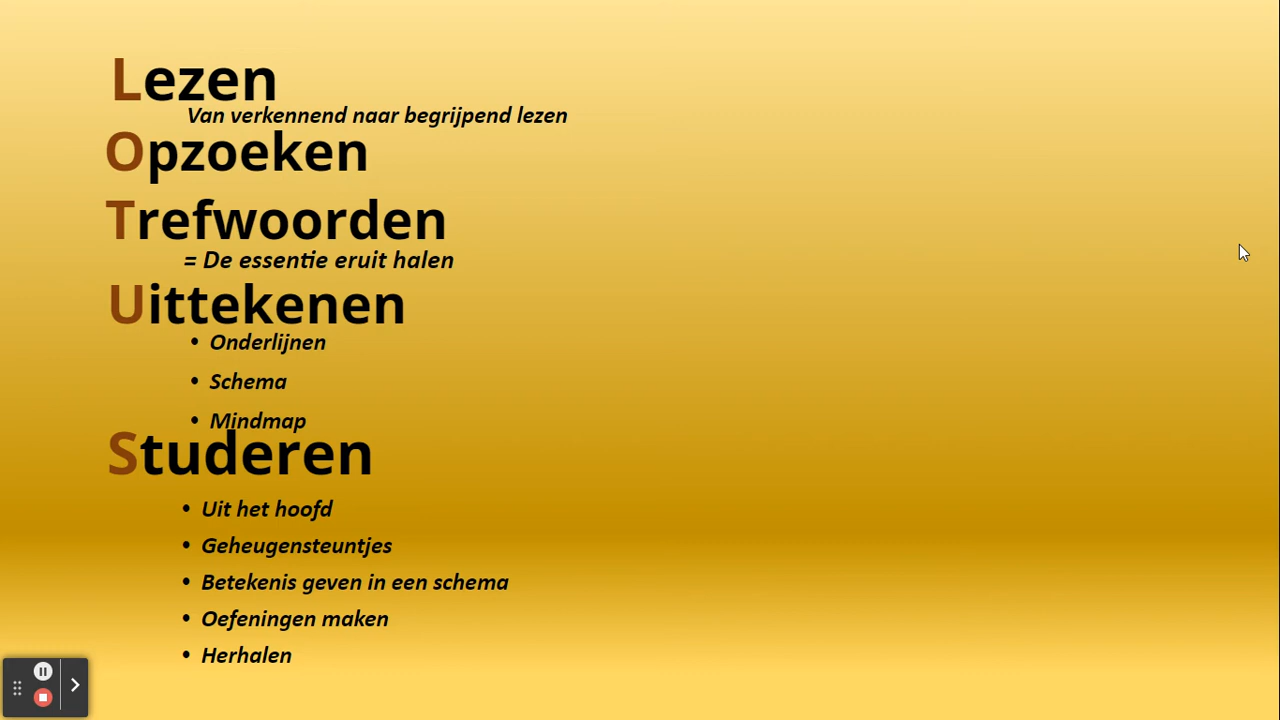 Lezen
Van verkennend naar begrijpend lezen
Opzoeken
Trefwoorden
= De essentie eruit halen
Uittekenen
• Onderlijnen
• Schema
• Mindmap
Studeren
• Uit het hoofd
• Geheugensteuntjes
• Betekenis geven in een schema
• Oefeningen maken
• Herhalen